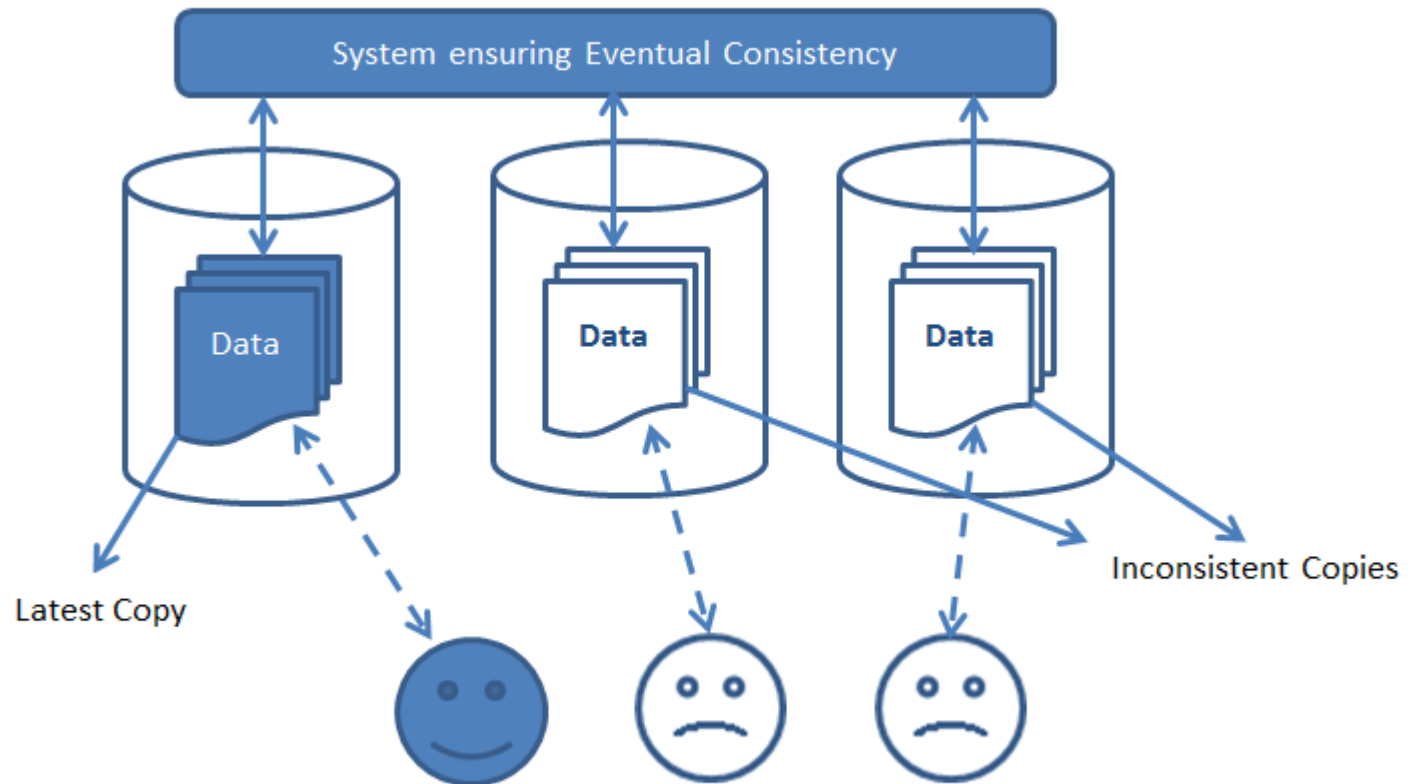 System ensuring Eventual Consistency
Data
Data
Data
Latest Copy
Inconsistent Copies